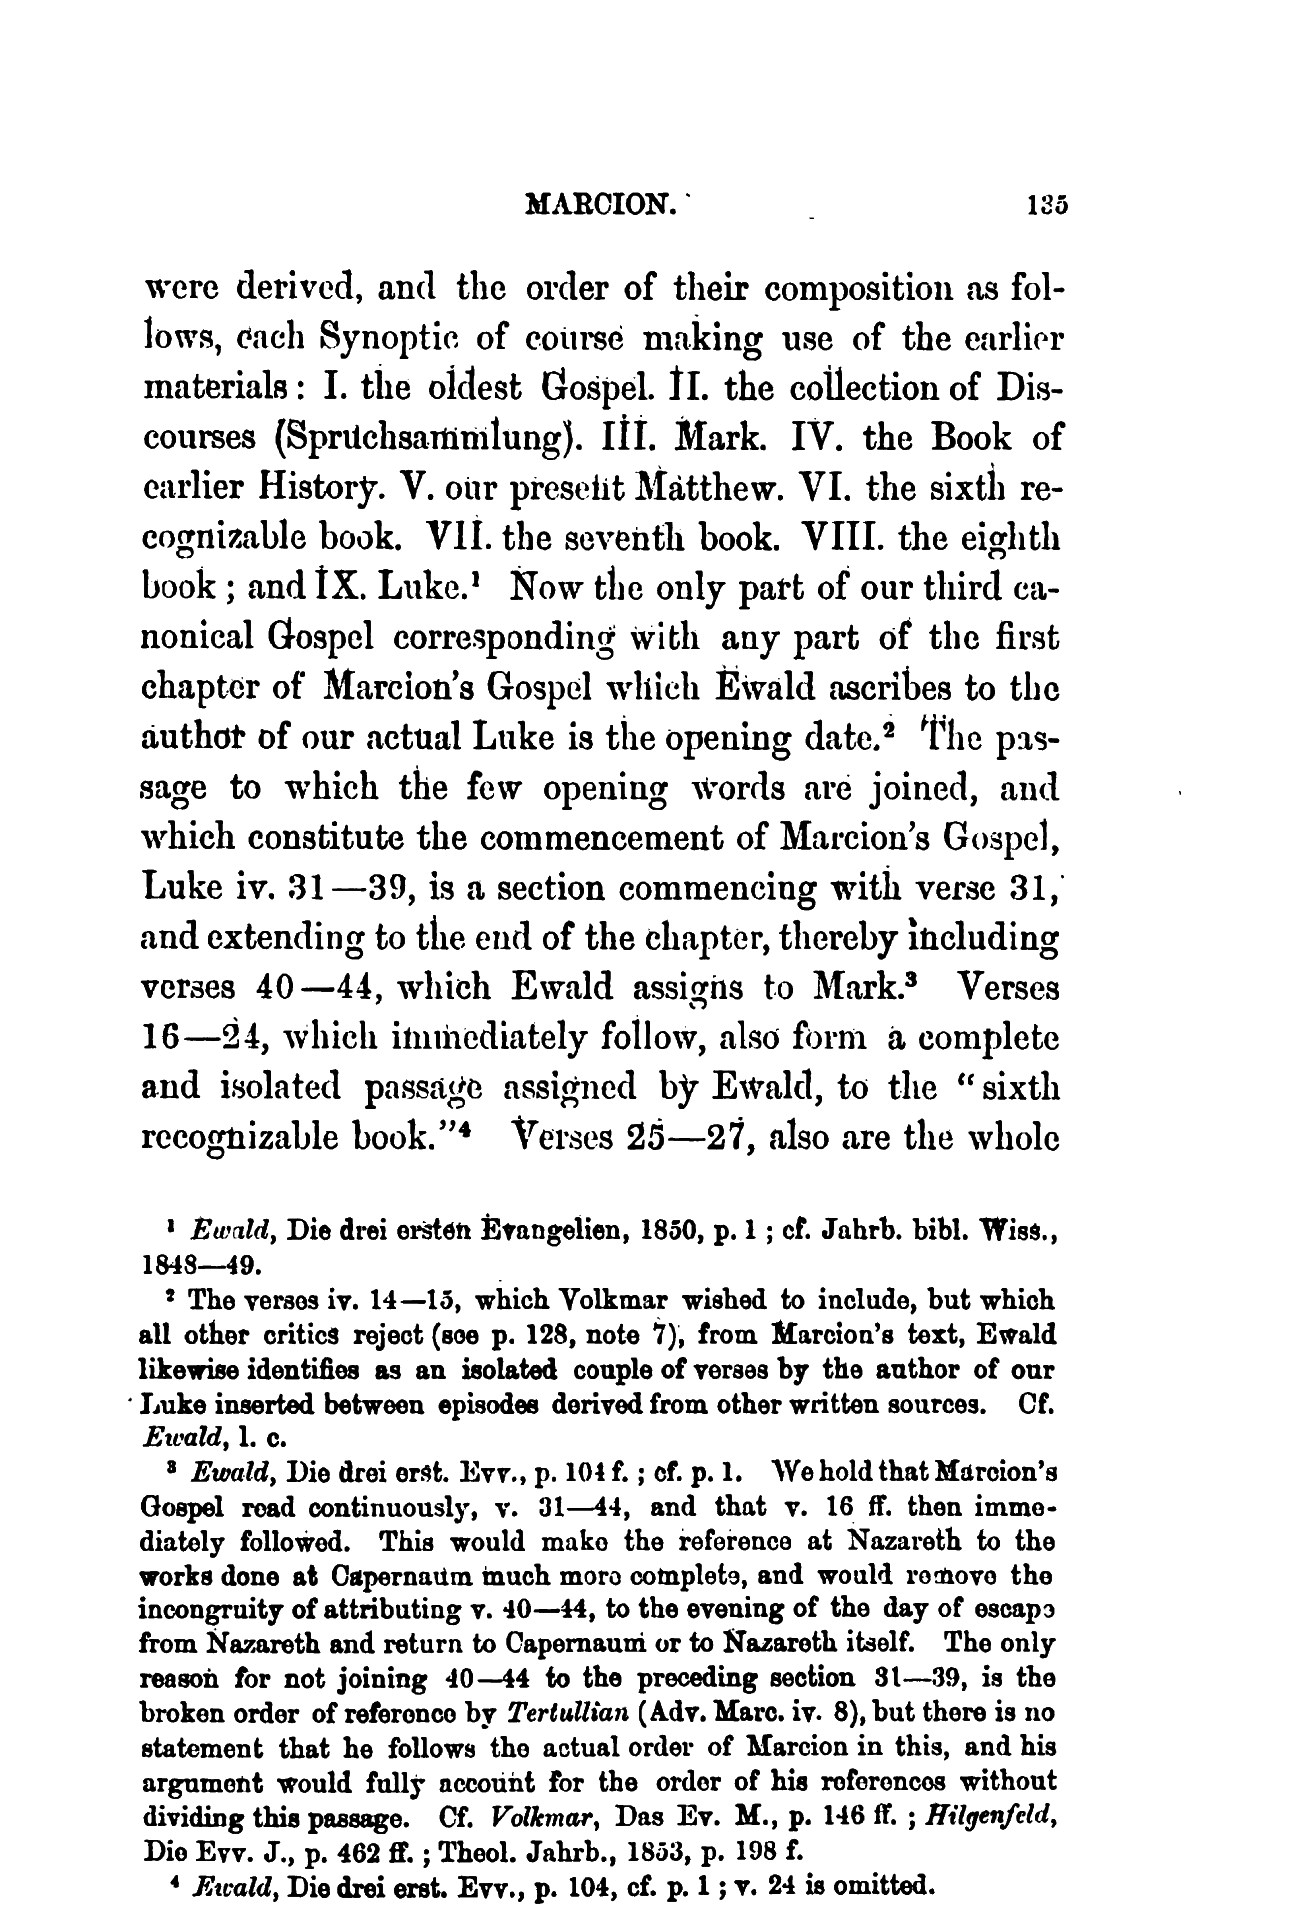 MARCION. 135
were derived, and the order of their composition as fol-
lows, each Synoptic of course making use of the earlier
materials : I. the oldest Gospel. II. the collection of Dis-
courses (Spruchsammlung). III. Mark. IV. the Book of
earlier History. V. our present Matthew. VI. the sixth re-
cognizable book. VII. the seventh book. VIII. the eighth
book ; and IX. Luke.¹ Now the only part of our third ca-
nonical Gospel corresponding with any part of the first
chapter of Marcion's Gospel which Ewald ascribes to the
author of our actual Luke is the opening date.² The pas-
sage to which the few opening words are joined, and
which constitute the commencement of Marcion's Gospel,
Luke iv. 31—39, is a section commencing with verse 31,
and extending to the end of the chapter, thereby including
verses 40—44, which Ewald assigns to Mark.³ Verses
16—24, which immediately follow, also form a complete
and isolated passage assigned by Ewald, to the “sixth
recognizable book.”⁴ Verses 25—27, also are the whole
¹ Ewald, Die drei ersten Evangelien, 1850, p. 1 ; cf. Jahrb. bibl. Wiss.,
1848—49.
² The verses iv. 14—15, which Volkmar wished to include, but which
all other critics reject (see p. 128, note 7), from Marcion's text, Ewald
likewise identifies as an isolated couple of verses by the author of our
Luke inserted between episodes derived from other written sources. Cf.
Ewald, l. c.
³ Ewald, Die drei erst. Evv., p. 104 f. ; cf. p. 1. We hold that Marcion's
Gospel read continuously, v. 31—44, and that v. 16 ff. then imme-
diately followed. This would make the reference at Nazareth to the
works done at Capernaum much more complete, and would remove the
incongruity of attributing v. 40—44, to the evening of the day of escape
from Nazareth and return to Capernaum or to Nazareth itself. The only
reason for not joining 40—44 to the preceding section 31—39, is the
broken order of reference by Tertullian (Adv. Marc. iv. 8), but there is no
statement that he follows the actual order of Marcion in this, and his
argument would fully account for the order of his references without
dividing this passage. Cf. Volkmar, Das Ev. M., p. 146 ff. ; Hilgenfeld,
Die Evv. J., p. 462 ff. ; Theol. Jahrb., 1853, p. 198 f.
⁴ Ewald, Die drei erst. Evv., p. 104, cf. p. 1 ; v. 24 is omitted.